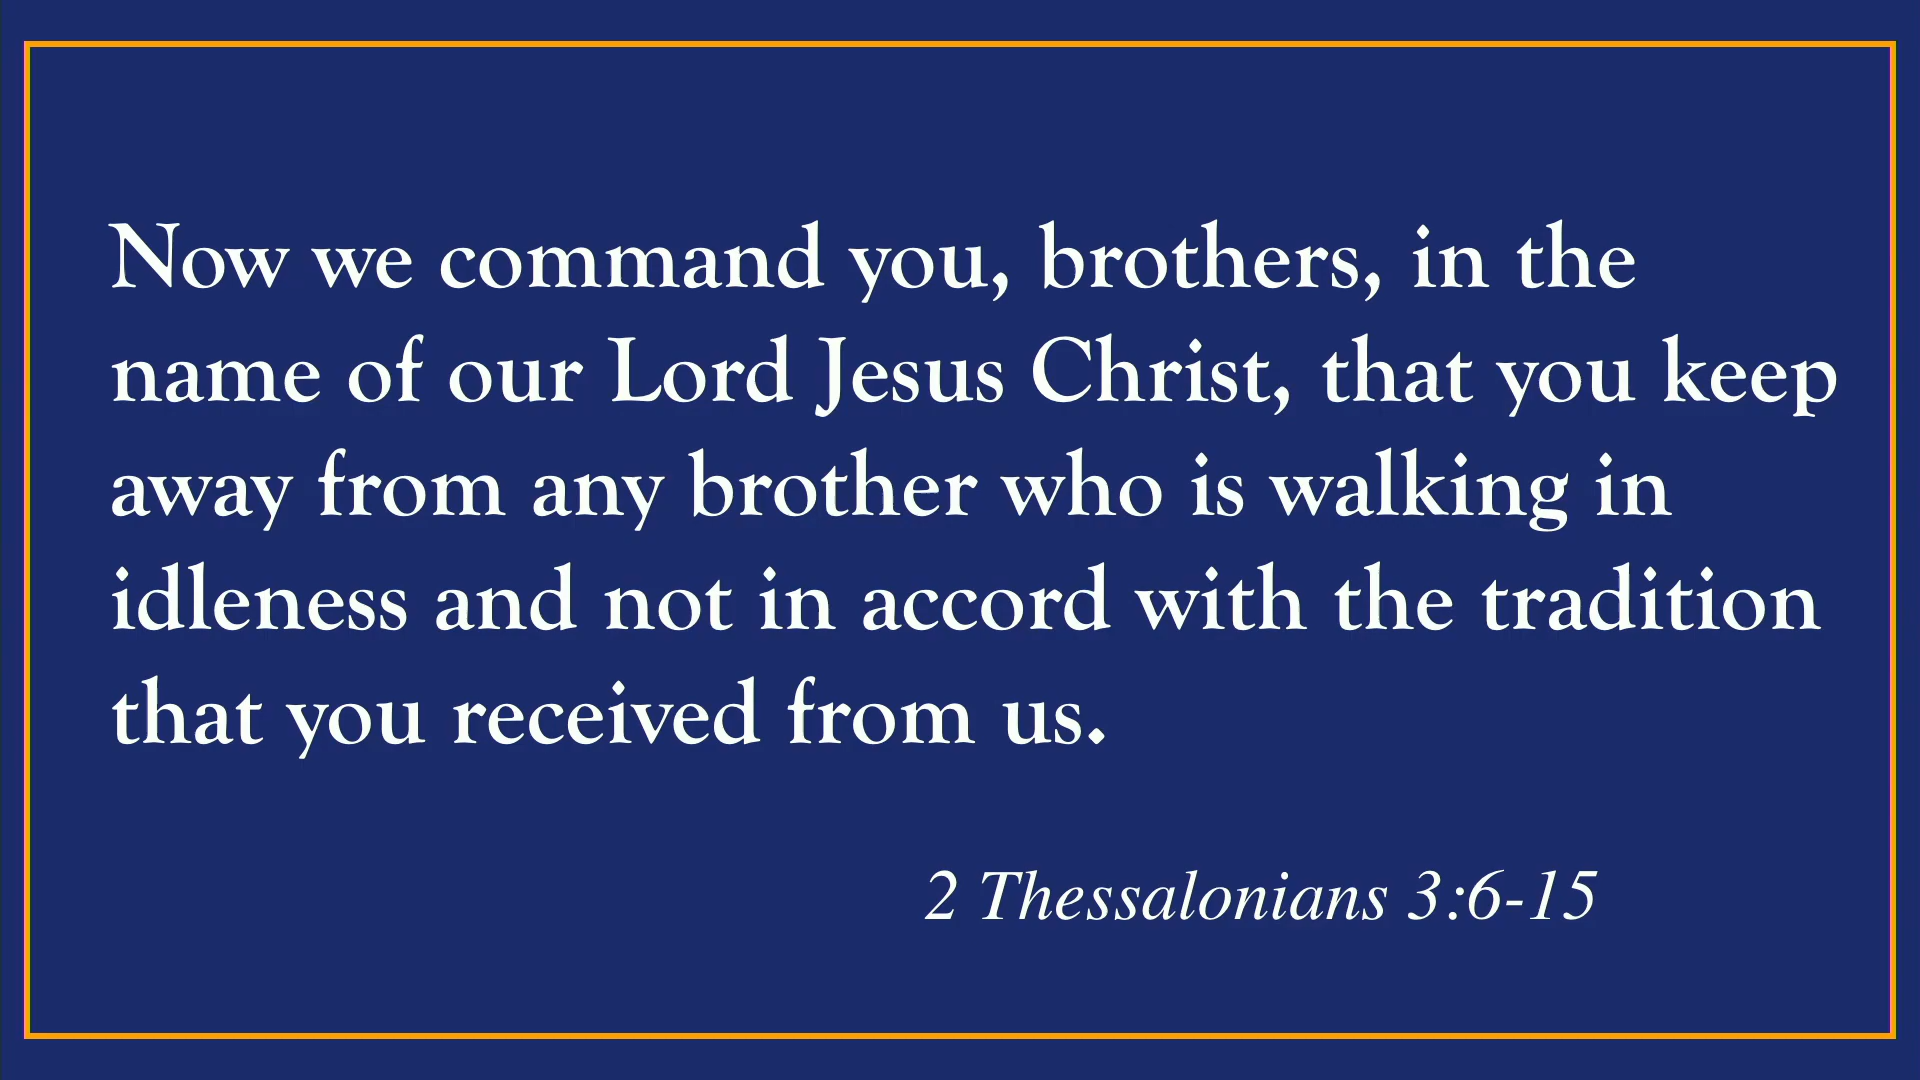 Now we command you, brothers, in the
name of our Lord Jesus Christ, that you keep
away from any brother who is walking in
idleness and not in accord with the tradition
that you received from us.
2 Thessalonians 3:6-15